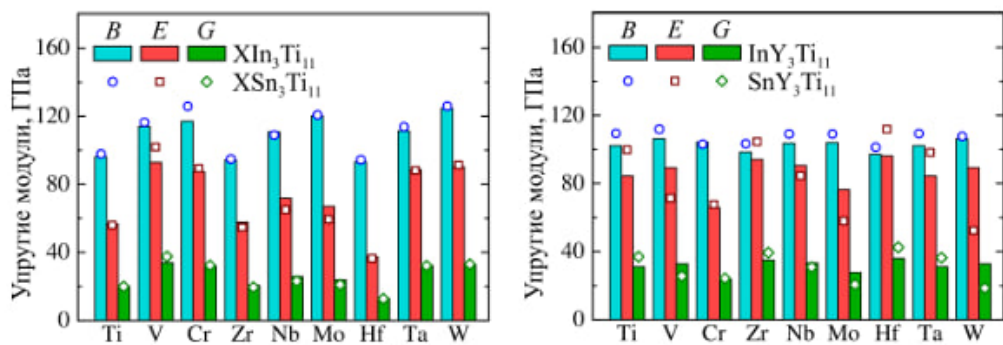 B E G
XIn₃Ti₁₁
XSn₃Ti₁₁
Упругие модули, ГПа
160
120
80
40
0
Ti V Cr Zr Nb Mo Hf Ta W
B E G
InY₃Ti₁₁
SnY₃Ti₁₁
Упругие модули, ГПа
160
120
80
40
0
Ti V Cr Zr Nb Mo Hf Ta W